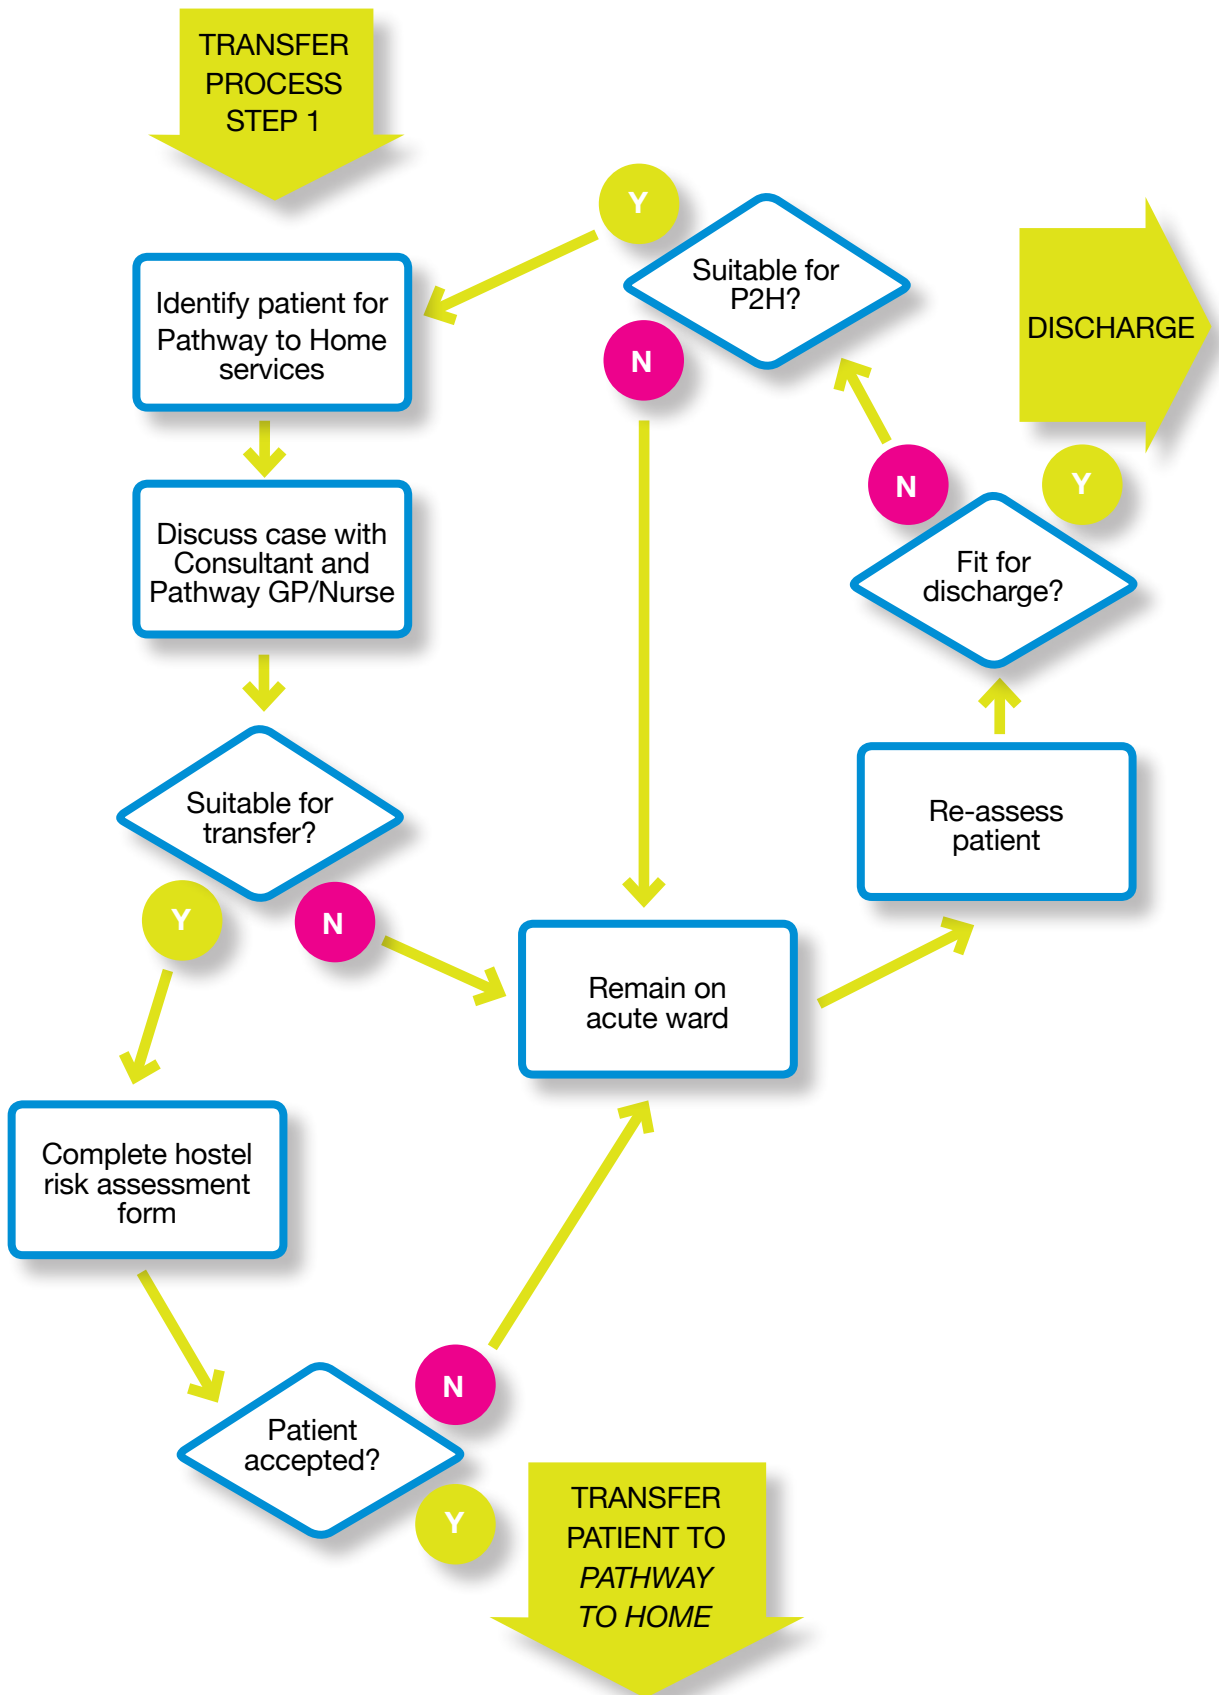 TRANSFER
PROCESS
STEP 1
Y
Suitable for
P2H?
N
DISCHARGE
Identify patient for
Pathway to Home
services
N
Y
Discuss case with
Consultant and
Pathway GP/Nurse
Fit for
discharge?
Suitable for
transfer?
Re-assess
patient
Y
N
Remain on
acute ward
Complete hostel
risk assessment
form
N
Patient
accepted?
Y
TRANSFER
PATIENT TO
PATHWAY
TO HOME